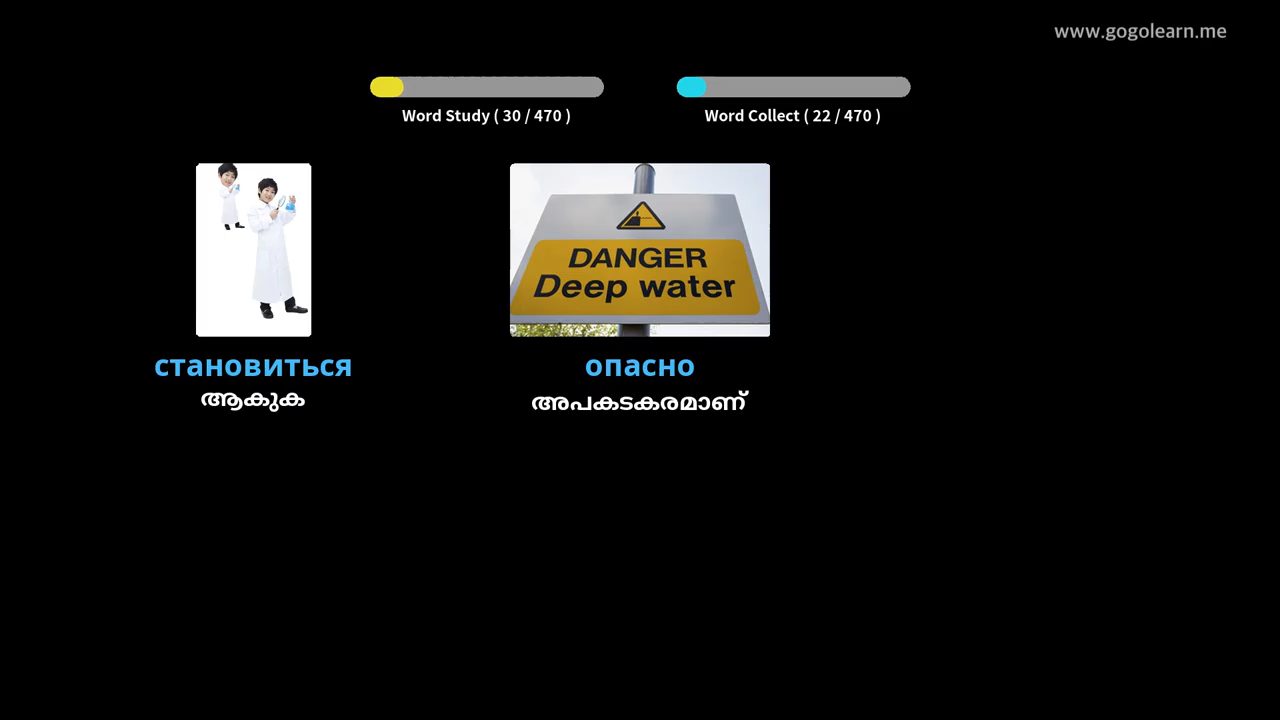 www.gogolearn.me
Word Study ( 30 / 470 )
Word Collect ( 22 / 470 )
DANGER
Deep water
становиться
ആകുക
опасно
അപകടകരമാണ്